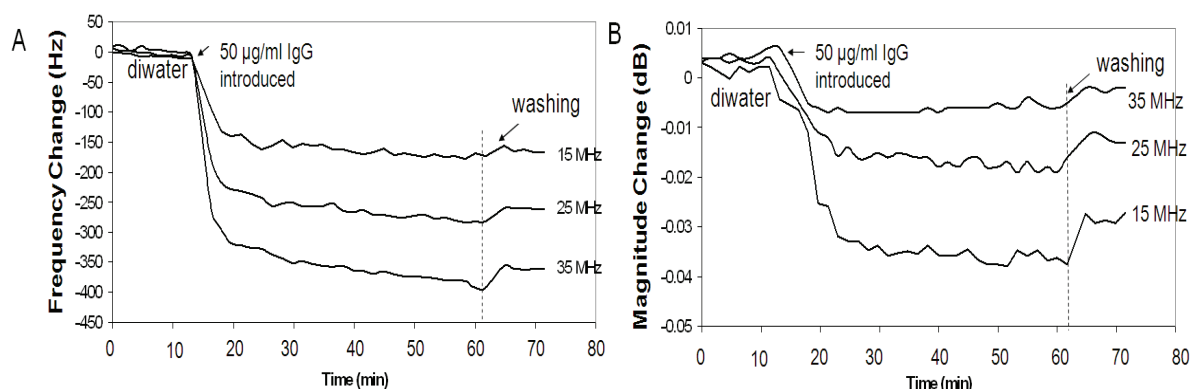 A
Frequency Change (Hz)
50
0
-50
-100
-150
-200
-250
-300
-350
-400
-450
diwater
50 µg/ml IgG
introduced
washing
15 MHz
25 MHz
35 MHz
0 10 20 30 40 50 60 70 80
Time (min)
B
Magnitude Change (dB)
0.01
0
-0.01
-0.02
-0.03
-0.04
-0.05
diwater
50 µg/ml IgG
introduced
washing
35 MHz
25 MHz
15 MHz
0 10 20 30 40 50 60 70 80
Time (min)